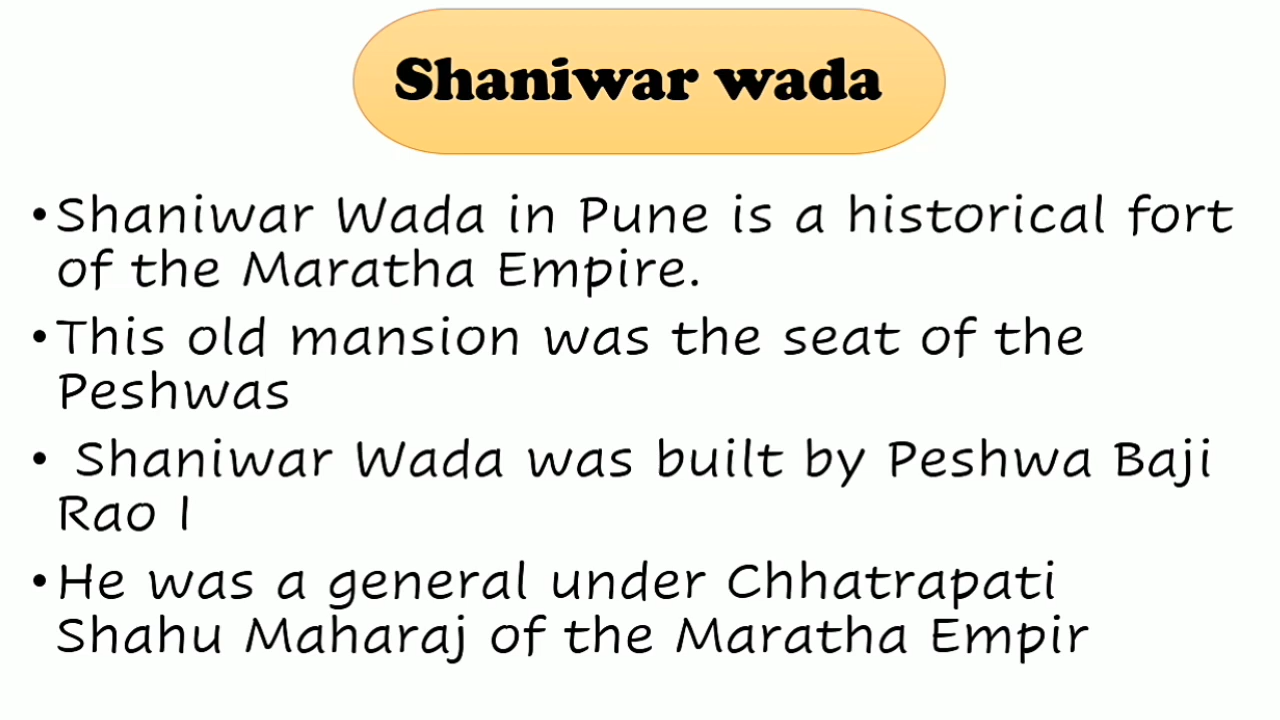 Shaniwar wada
•Shaniwar Wada in Pune is a historical fort
of the Maratha Empire.
•This old mansion was the seat of the
Peshwas
• Shaniwar Wada was built by Peshwa Baji
Rao I
•He was a general under Chhatrapati
Shahu Maharaj of the Maratha Empir